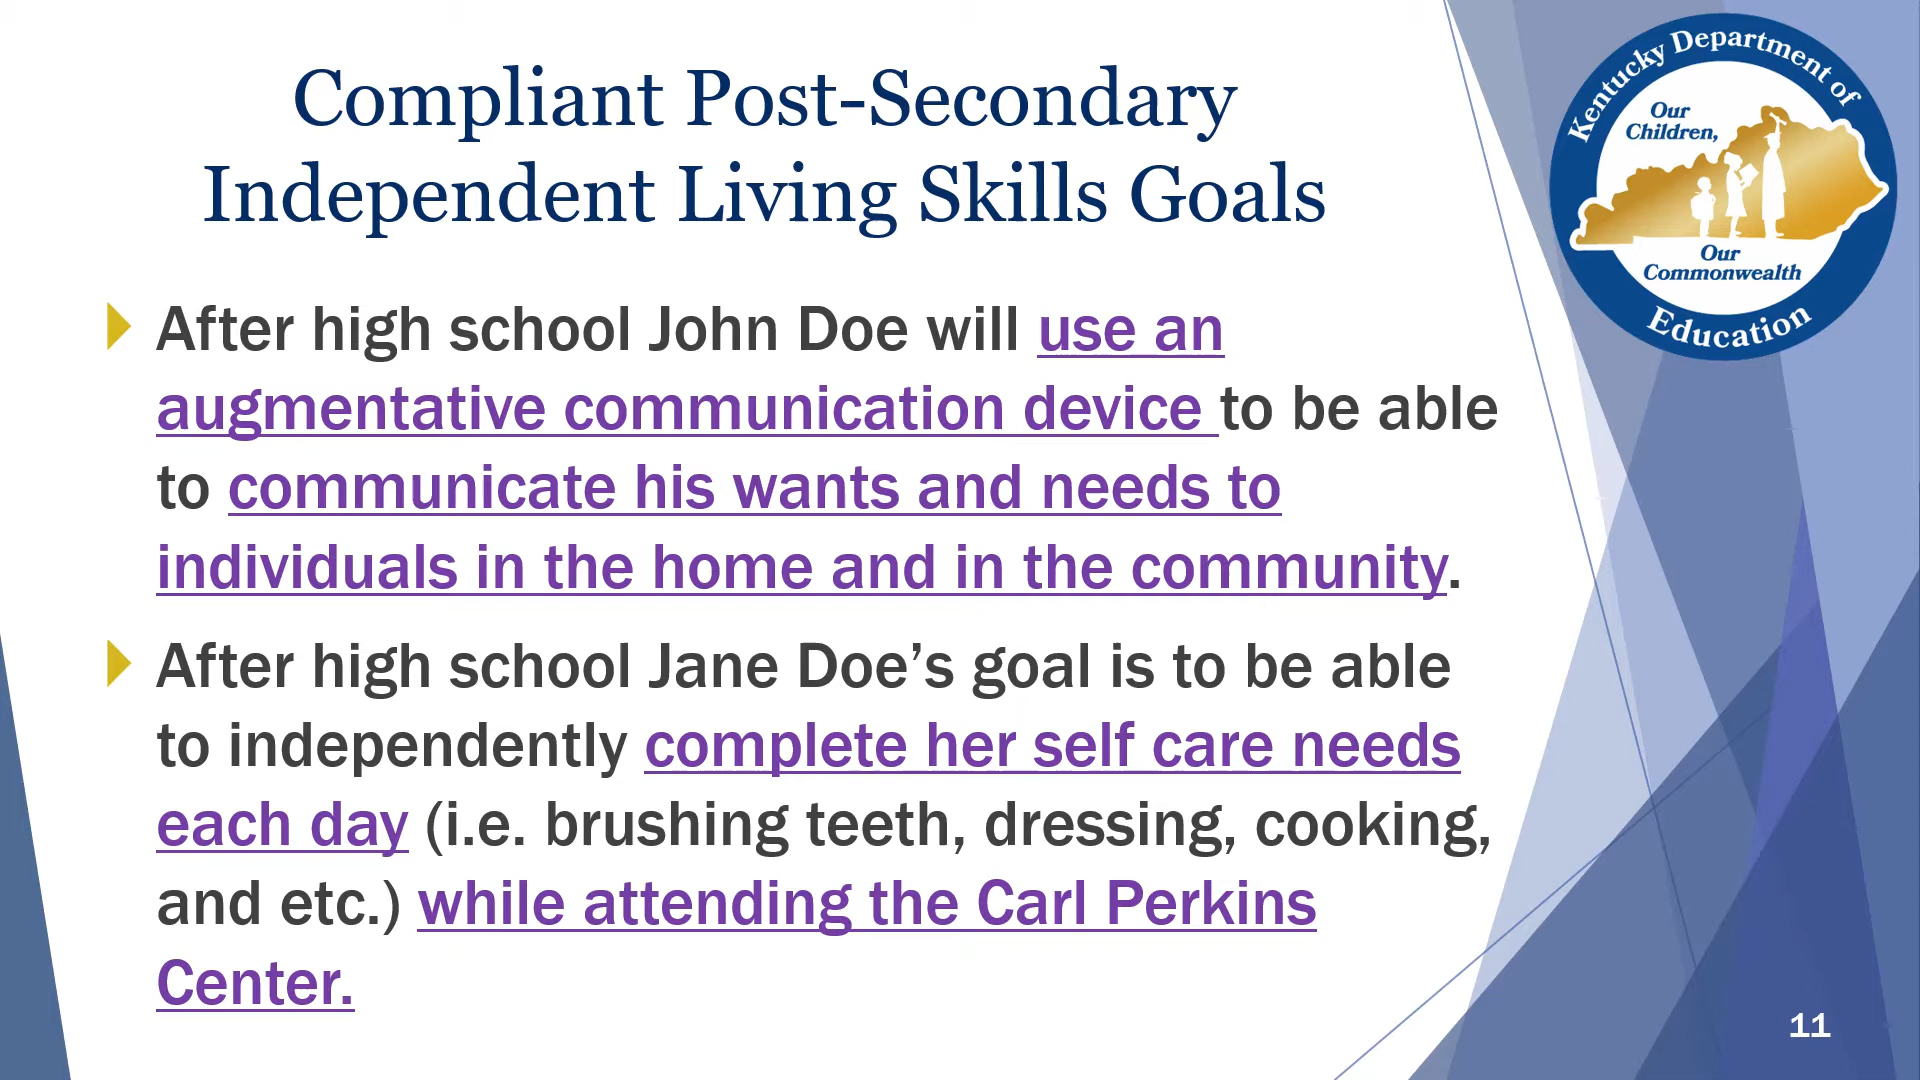 Compliant Post-Secondary
Independent Living Skills Goals
Kentucky Department of
Our
Children,
Our
Commonwealth
Education
After high school John Doe will use an
augmentative communication device to be able
to communicate his wants and needs to
individuals in the home and in the community.
After high school Jane Doe’s goal is to be able
to independently complete her self care needs
each day (i.e. brushing teeth, dressing, cooking,
and etc.) while attending the Carl Perkins
Center.
11